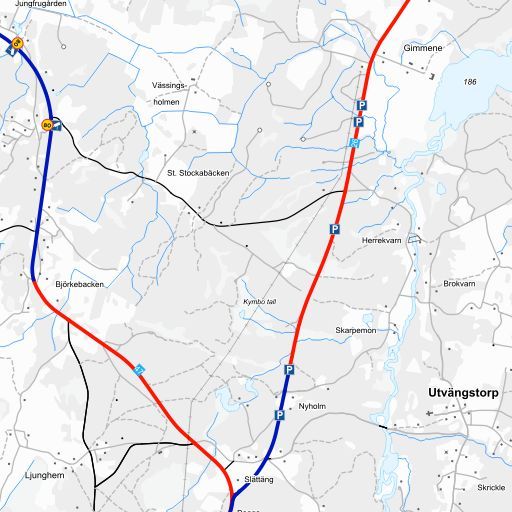 Jungfrugården
Gimmene
186
Vässings-
holmen
80
P
P
St. Stockabäcken
P
Herrekvarn
Björkebacken
Brokvarn
Kymbo tall
Skarpemon
P
Utvängstorp
Nyholm
P
Ljunghem
Slättäng
Skrickle